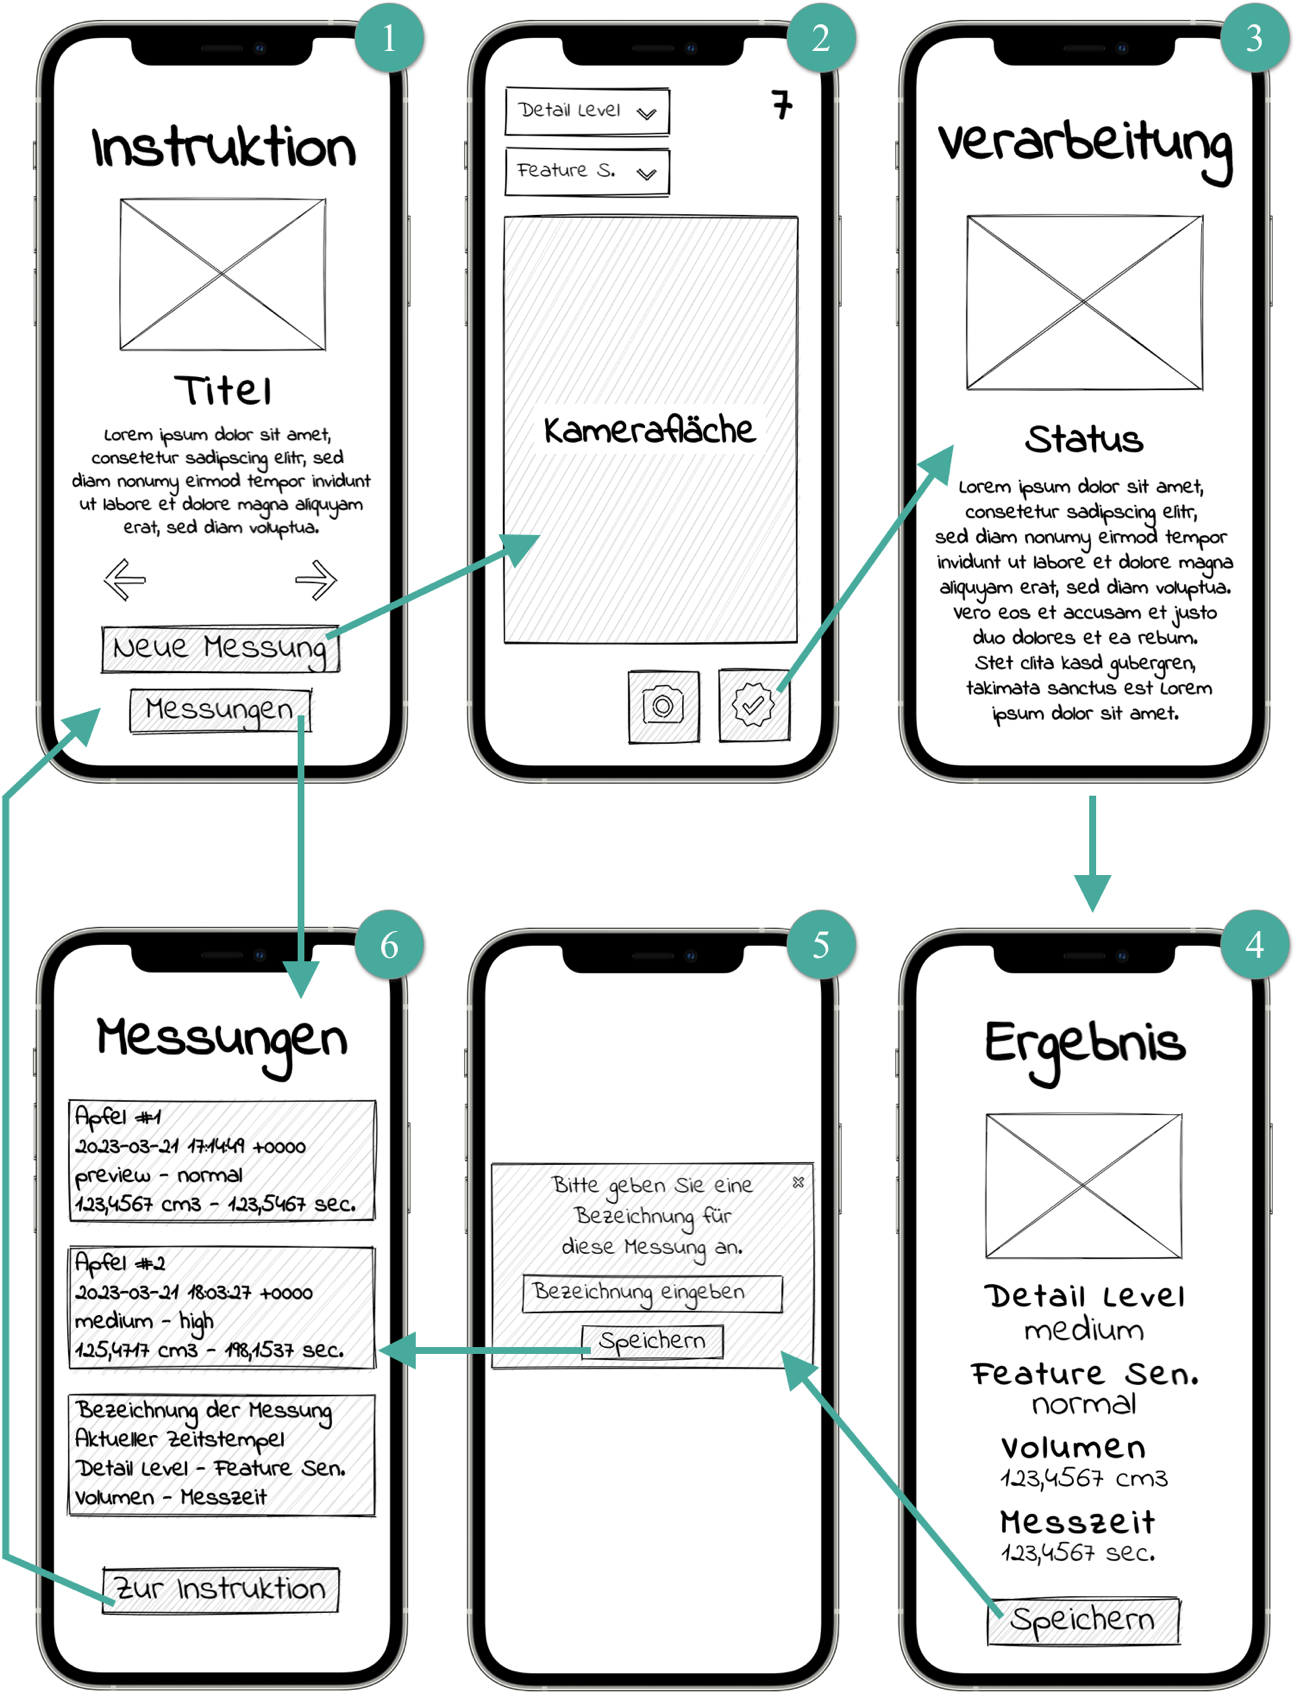 1
Instruktion
Titel
Lorem ipsum dolor sit amet,
consetetur sadipscing elitr, sed
diam nonumy eirmod tempor invidunt
ut labore et dolore magna aliquyam
erat, sed diam voluptua.
Neue Messung
Messungen
2
Detail Level
7
Feature S.
Kamerafläche
3
Verarbeitung
Status
Lorem ipsum dolor sit amet,
consetetur sadipscing elitr,
sed diam nonumy eirmod tempor
invidunt ut labore et dolore magna
aliquyam erat, sed diam voluptua.
Vero eos et accusam et justo
duo dolores et ea rebum.
Stet clita kasd gubergren,
takimata sanctus est Lorem
ipsum dolor sit amet.
4
Ergebnis
Detail Level
medium
Feature Sen.
normal
Volumen
123,4567 cm3
Messzeit
123,4567 sec.
Speichern
5
Bitte geben Sie eine
Bezeichnung für
diese Messung an.
Bezeichnung eingeben
Speichern
6
Messungen
Apfel #1
2023-03-21 17:14:49 +0000
preview - normal
123,4567 cm3 - 123,5467 sec.
Apfel #2
2023-03-21 18:03:27 +0000
medium - high
125,4717 cm3 - 198,1537 sec.
Bezeichnung der Messung
Aktueller Zeitstempel
Detail Level - Feature Sen.
Volumen - Messzeit
Zur Instruktion